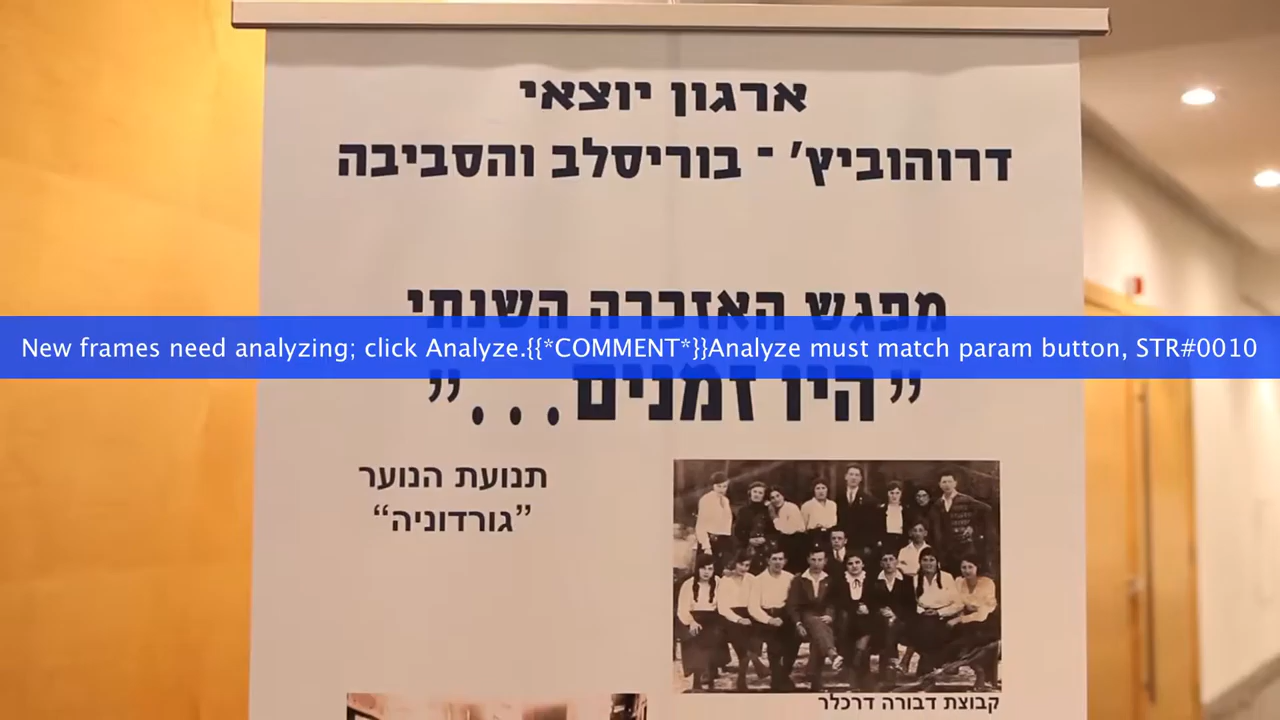 ארגון יוצאי
דרוהוביץ' - בוריסלב והסביבה
מפגש האזכרה השנתי
New frames need analyzing; click Analyze.{{*COMMENT*}}Analyze must match param button, STR#0010
”היו זמנים...”
תנועת הנוער
”גורדוניה“
קבוצת דבורה דרכלר